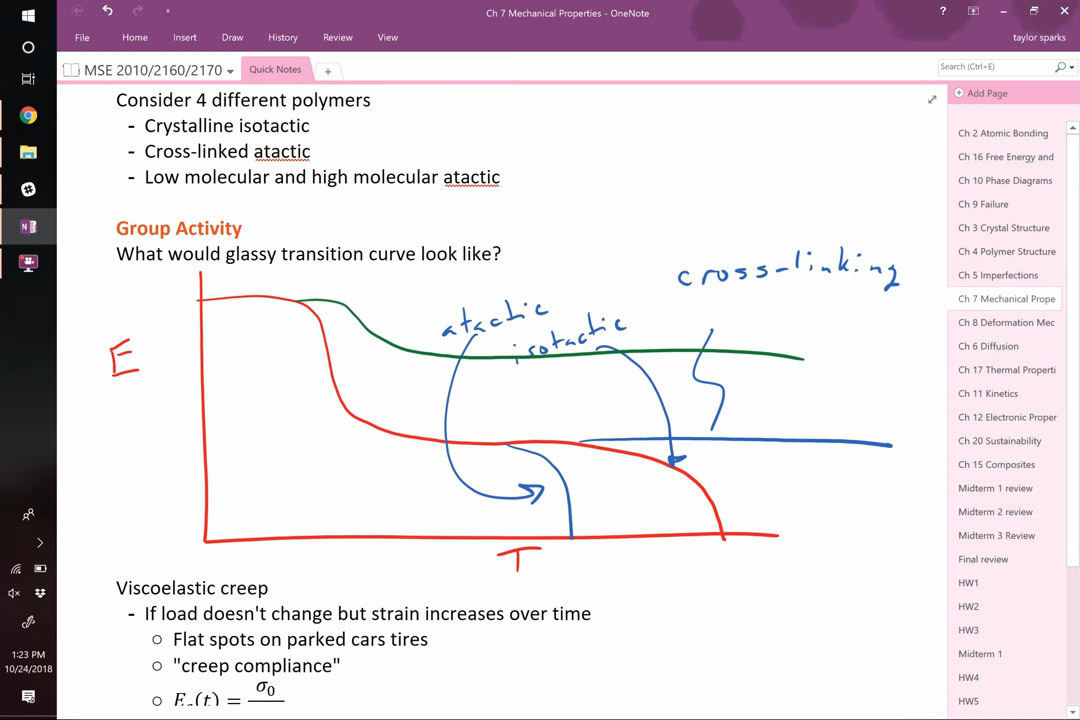 Ch 7 Mechanical Properties - OneNote
?
File Home Insert Draw History Review View
taylor sparks
MSE 2010/2160/2170
Quick Notes
+
Search (Ctrl+E)
Add Page
Consider 4 different polymers
- Crystalline isotactic
- Cross-linked atactic
- Low molecular and high molecular atactic
Group Activity
What would glassy transition curve look like?
cross-linking
atactic
isotactic
E
T
Viscoelastic creep
- If load doesn't change but strain increases over time
○ Flat spots on parked cars tires
○ "creep compliance"
○ (t) = σ0
Ch 2 Atomic Bonding
Ch 16 Free Energy and
Ch 10 Phase Diagrams
Ch 9 Failure
Ch 3 Crystal Structure
Ch 4 Polymer Structure
Ch 5 Imperfections
Ch 7 Mechanical Prope
Ch 8 Deformation Mec
Ch 6 Diffusion
Ch 17 Thermal Properti
Ch 11 Kinetics
Ch 12 Electronic Proper
Ch 20 Sustainability
Ch 15 Composites
Midterm 1 review
Midterm 2 review
Midterm 3 Review
Final review
HW1
HW2
HW3
Midterm 1
HW4
HW5
1:23 PM
10/24/2018